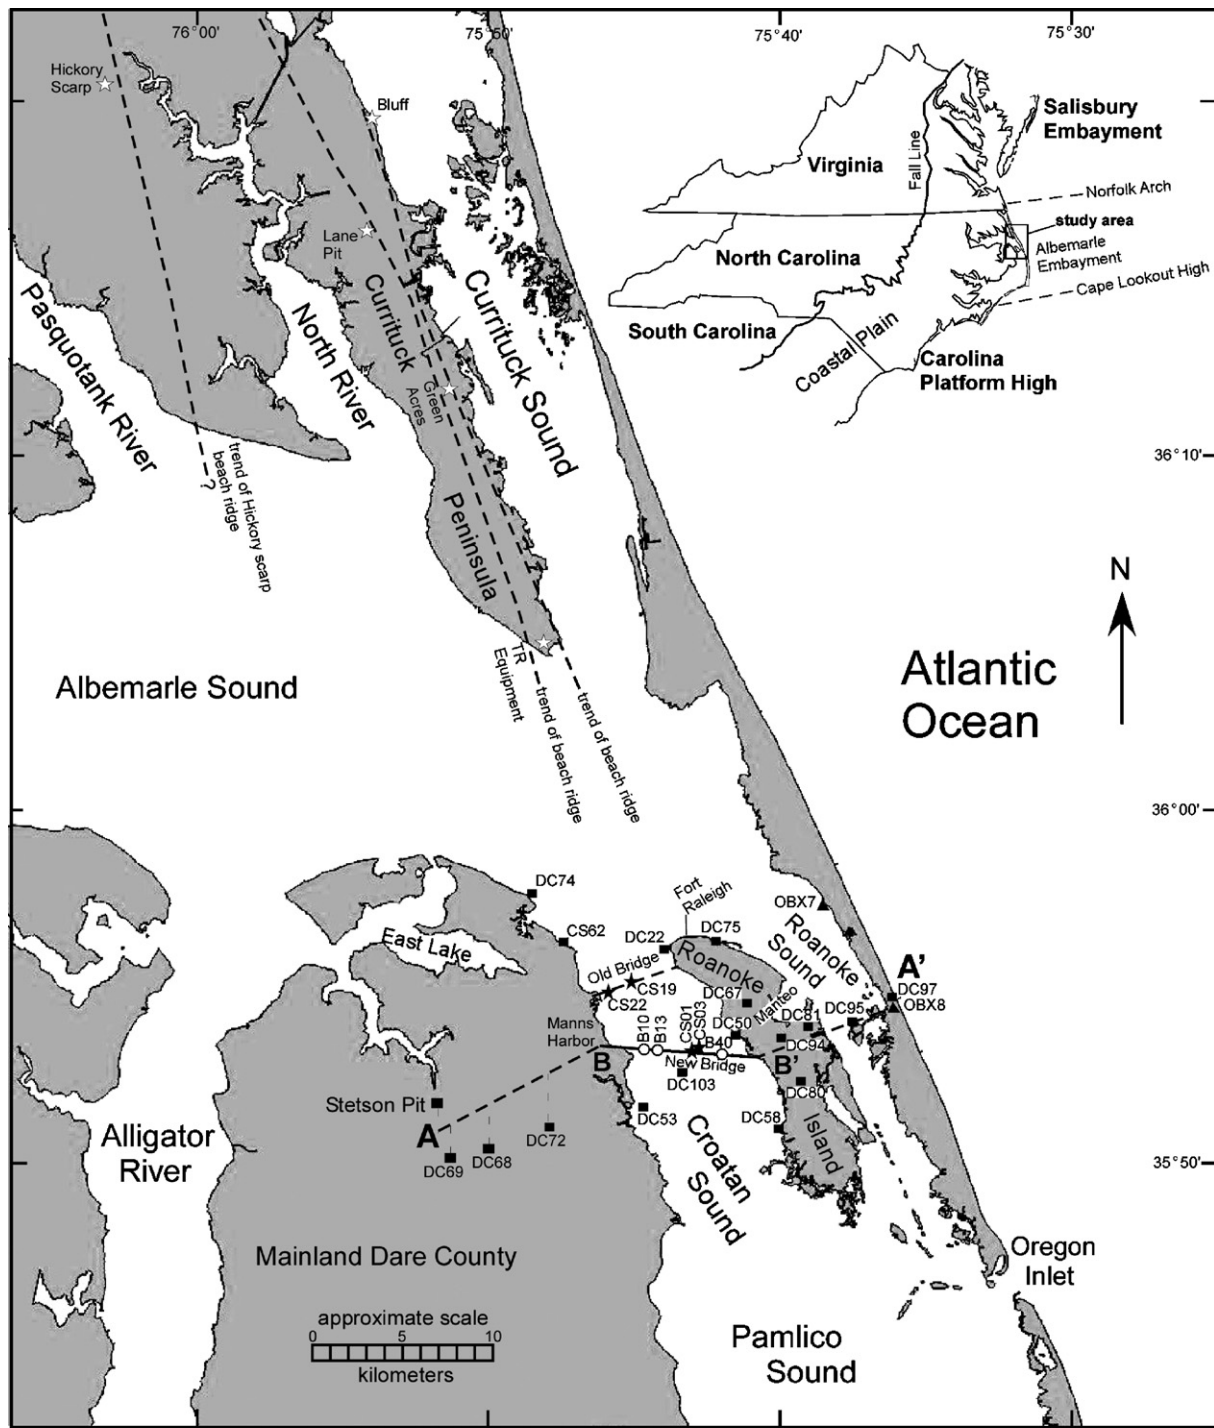 76°00'
75°50'
75°40'
75°30'
Hickory
Scarp
Bluff
Lane
Pit
Pasquotank River
North River
Currituck
Peninsula
Currituck Sound
Green
Acres
trend of Hickory scarp
beach ridge
?
TR
Equipment
trend of beach ridge
trend of beach ridge
Virginia
Fall Line
Salisbury
Embayment
Norfolk Arch
study area
Albemarle
Embayment
North Carolina
Cape Lookout High
South Carolina
Coastal Plain
Carolina
Platform High
36°10'
N
Albemarle Sound
Atlantic
Ocean
36°00'
DC74
CS62
East Lake
Fort
Raleigh
DC22
DC75
Old Bridge
Roanoke
Roanoke
Sound
OBX7
A'
DC97
OBX8
CS19
CS22
DC67
Manteo
DC81
DC95
Manns
Harbor
B10
B13
CS01
CS03
DC50
B40
DC94
B
New Bridge
B'
DC103
DC80
Stetson Pit
A
DC53
DC58
DC72
DC69
DC68
Island
Croatan
Sound
Alligator
River
35°50'
Mainland Dare County
Oregon
Inlet
approximate scale
0 5 10
kilometers
Pamlico
Sound